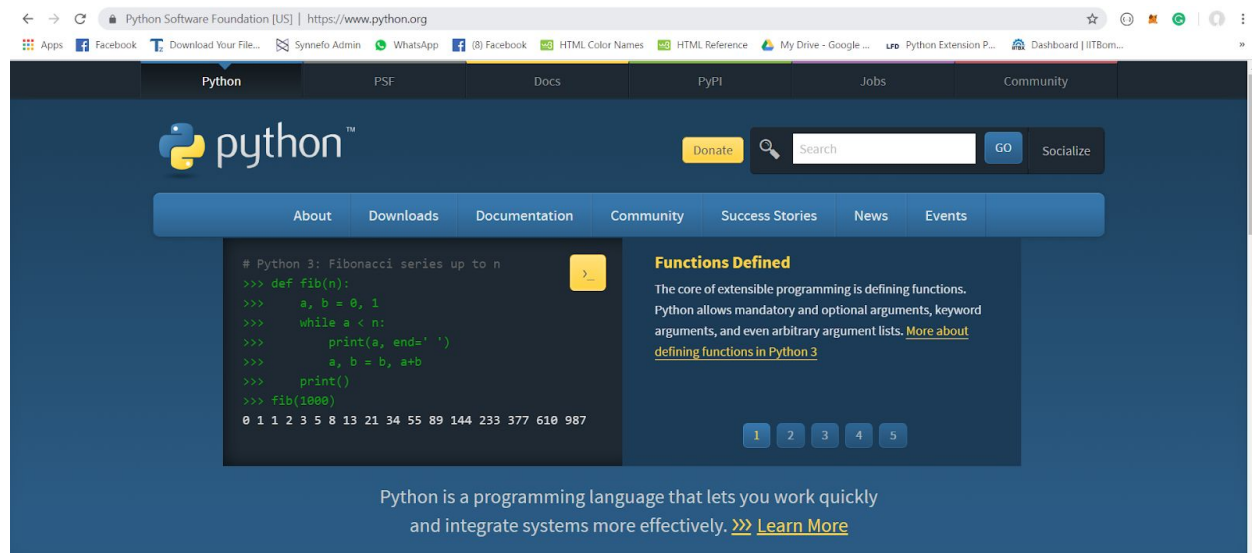 Python Software Foundation [US] | https://www.python.org
Apps Facebook Download Your File... Synnefo Admin WhatsApp (8) Facebook HTML Color Names HTML Reference My Drive - Google ... LFD Python Extension P... Dashboard | IITBom... »
Python PSF Docs PyPI Jobs Community
python™
Donate Search GO Socialize
About Downloads Documentation Community Success Stories News Events
# Python 3: Fibonacci series up to n
>>> def fib(n):
>>>     a, b = 0, 1
>>>     while a < n:
>>>         print(a, end=' ')
>>>         a, b = b, a+b
>>>     print()
>>> fib(1000)
0 1 1 2 3 5 8 13 21 34 55 89 144 233 377 610 987
>_
Functions Defined
The core of extensible programming is defining functions.
Python allows mandatory and optional arguments, keyword
arguments, and even arbitrary argument lists. More about
defining functions in Python 3
1 2 3 4 5
Python is a programming language that lets you work quickly
and integrate systems more effectively. >>> Learn More